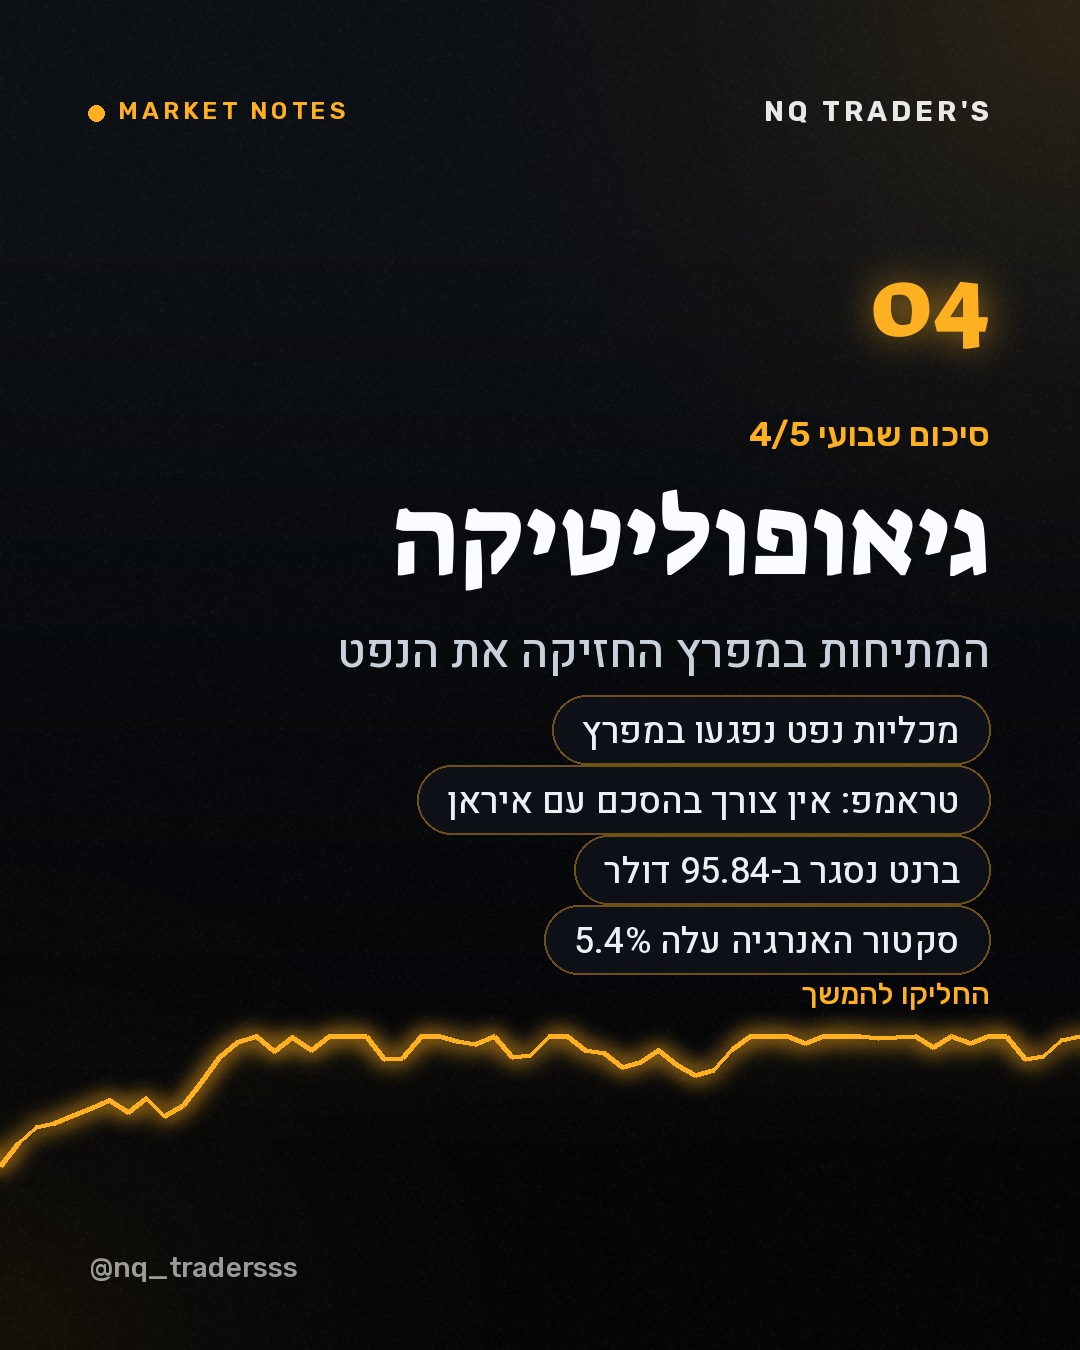 MARKET NOTES
NQ TRADER'S
04
סיכום שבועי 4/5
גיאופוליטיקה
המתיחות במפרץ החזיקה את הנפט
מכליות נפט נפגעו במפרץ
טראמפ: אין צורך בהסכם עם איראן
ברנט נסגר ב-95.84 דולר
סקטור האנרגיה עלה 5.4%
החליקו להמשך
@nq_tradersss